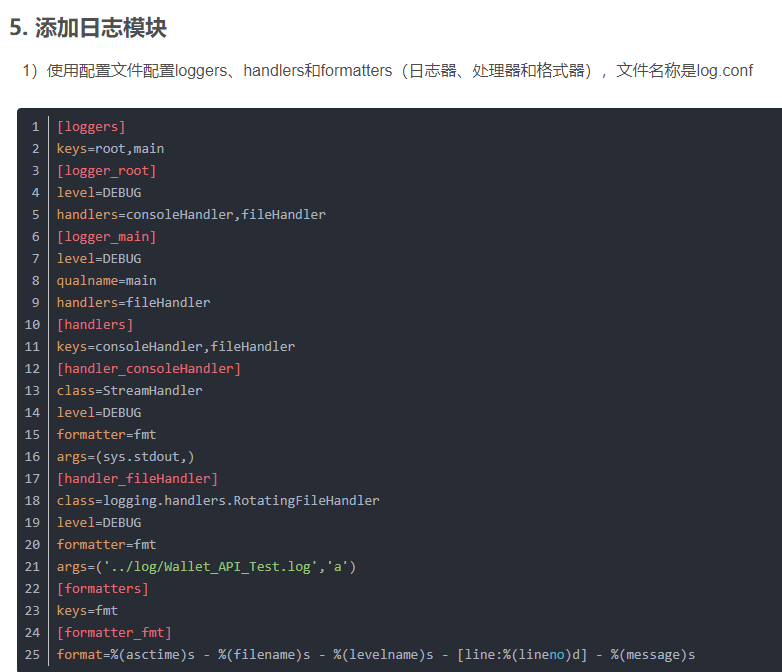 5. 添加日志模块
1）使用配置文件配置loggers、handlers和formatters（日志器、处理器和格式器），文件名称是log.conf
1 [loggers]
2 keys=root,main
3 [logger_root]
4 level=DEBUG
5 handlers=consoleHandler,fileHandler
6 [logger_main]
7 level=DEBUG
8 qualname=main
9 handlers=fileHandler
10 [handlers]
11 keys=consoleHandler,fileHandler
12 [handler_consoleHandler]
13 class=StreamHandler
14 level=DEBUG
15 formatter=fmt
16 args=(sys.stdout,)
17 [handler_fileHandler]
18 class=logging.handlers.RotatingFileHandler
19 level=DEBUG
20 formatter=fmt
21 args=('../log/Wallet_API_Test.log','a')
22 [formatters]
23 keys=fmt
24 [formatter_fmt]
25 format=%(asctime)s - %(filename)s - %(levelname)s - [line:%(lineno)d] - %(message)s